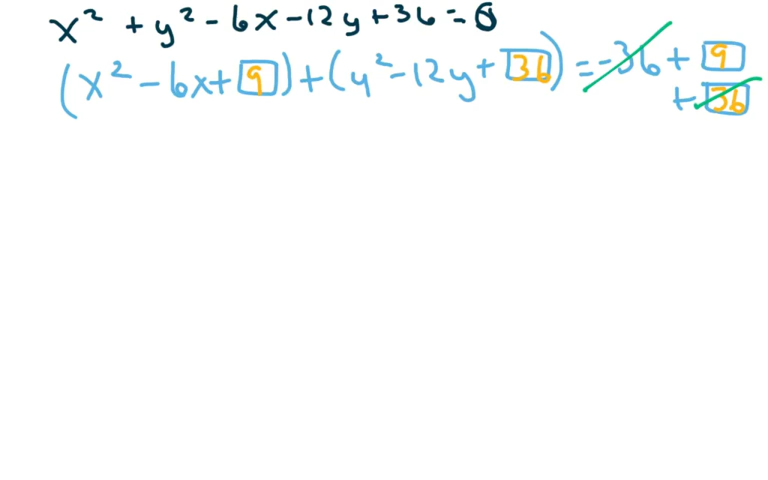 x² + y² - 6x - 12y + 36 = 0
(x² - 6x + 9) + (y² - 12y + 36) = -36 + 9
+ 36